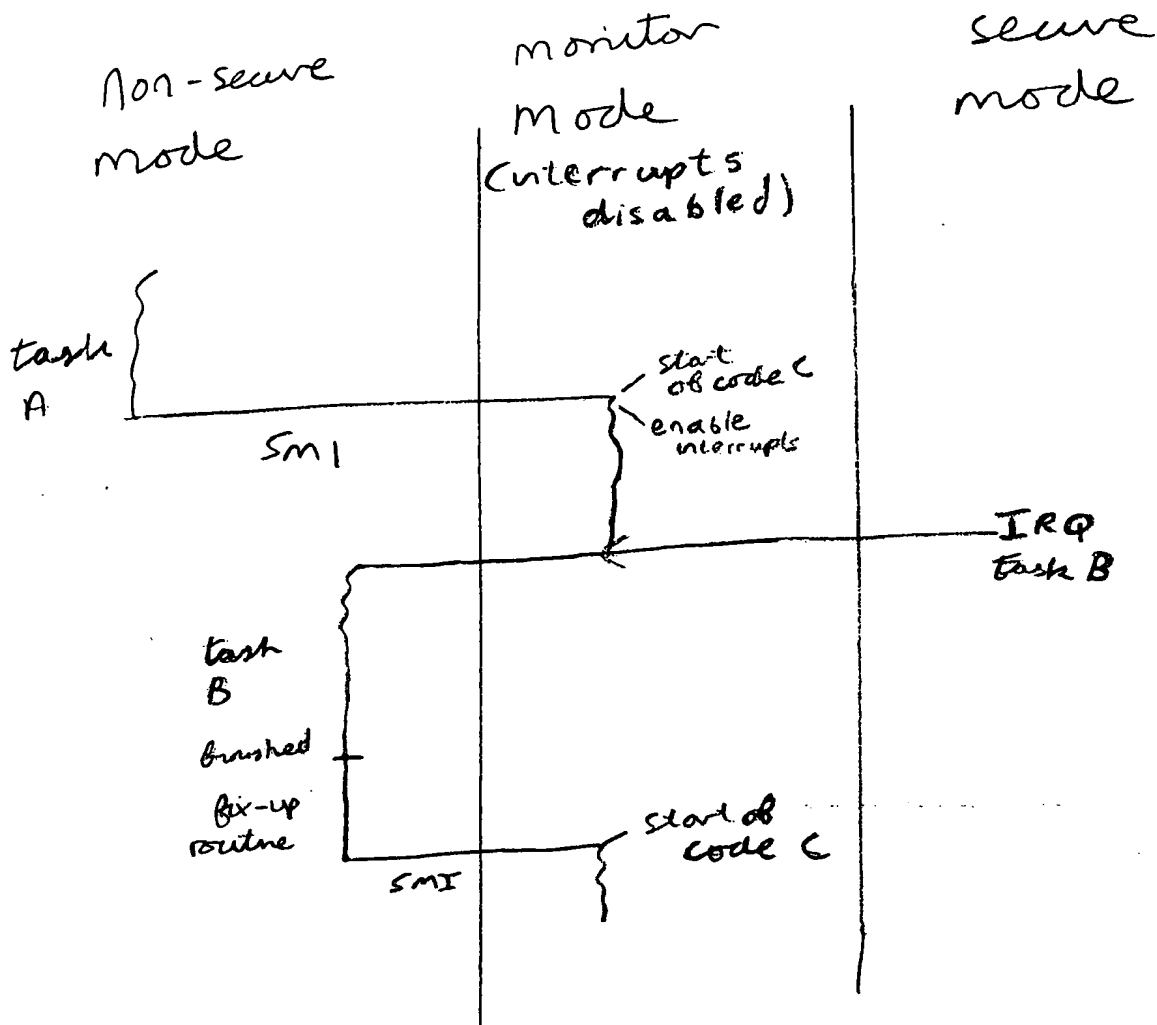 non-secure
mode
monitor
mode
(interrupts
disabled)
secure
mode
task
A
SMI
start
of code C
enable
interrupts
IRQ
task B
task
B
finished
fix-up
routine
SMI
start of
code C